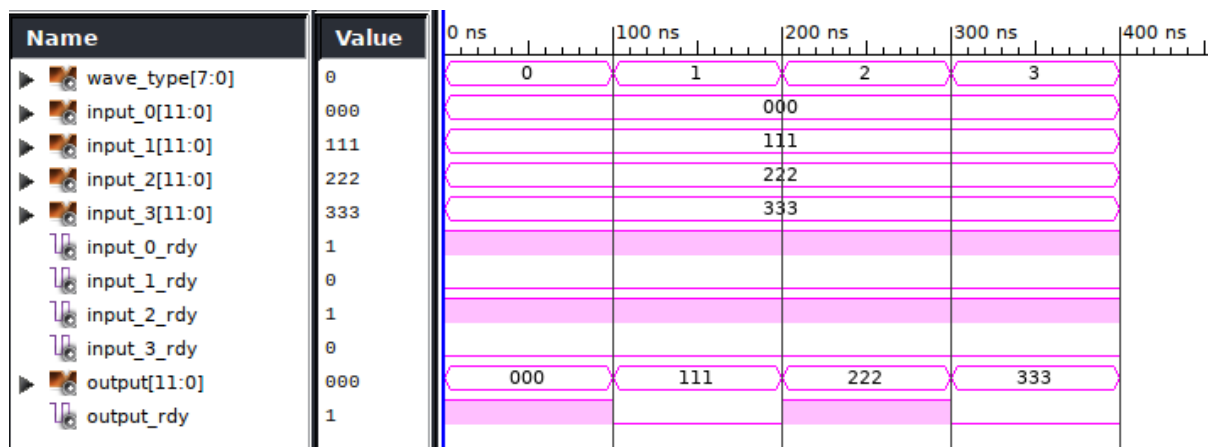 Name Value 0 ns 100 ns 200 ns 300 ns 400 ns
wave_type[7:0] 0 0 1 2 3
input_0[11:0] 000 000
input_1[11:0] 111 111
input_2[11:0] 222 222
input_3[11:0] 333 333
input_0_rdy 1
input_1_rdy 0
input_2_rdy 1
input_3_rdy 0
output[11:0] 000 000 111 222 333
output_rdy 1